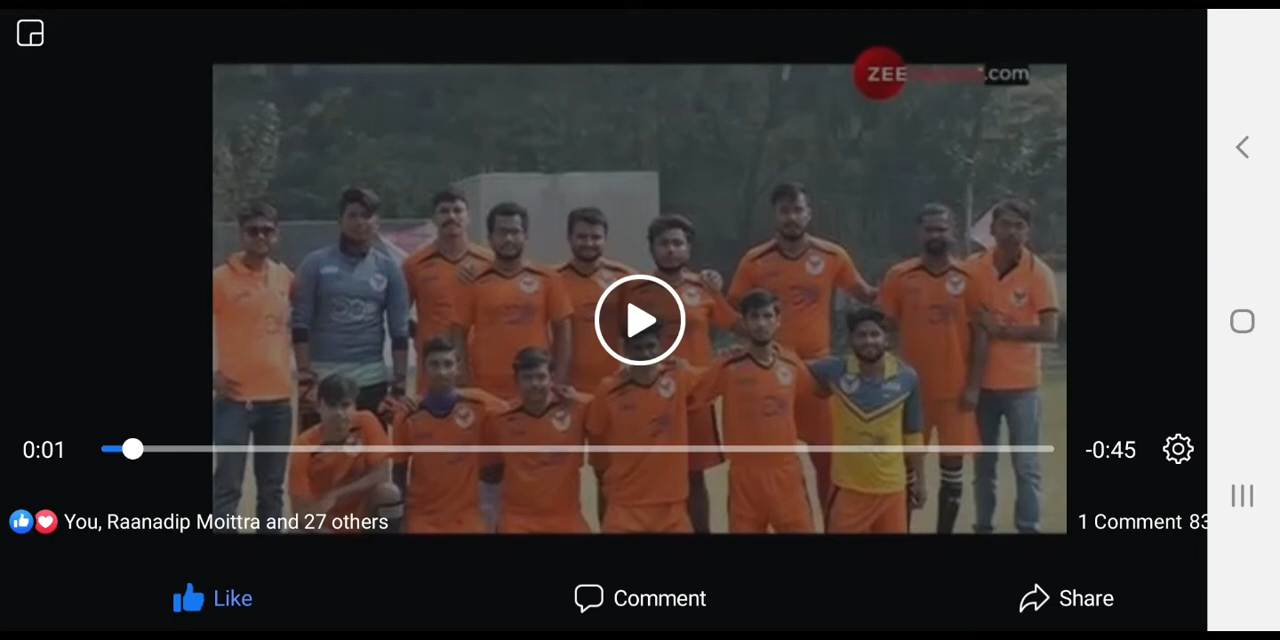 ZEE .com
0:01
-0:45
You, Raanadip Moittra and 27 others
1 Comment 83
Like
Comment
Share